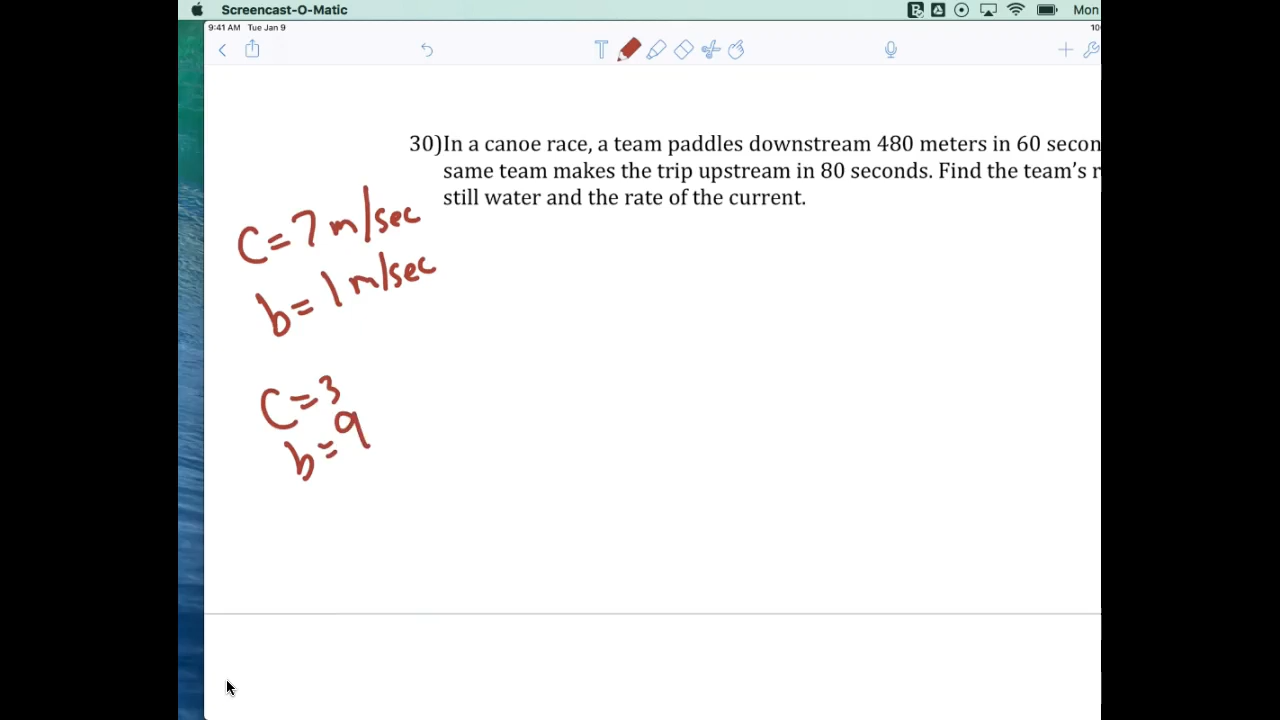 Screencast-O-Matic
Mon
9:41 AM Tue Jan 9
10
T
30)In a canoe race, a team paddles downstream 480 meters in 60 secon
same team makes the trip upstream in 80 seconds. Find the team's r
still water and the rate of the current.
C=7 m/sec
b=1 m/sec
C=3
b=9